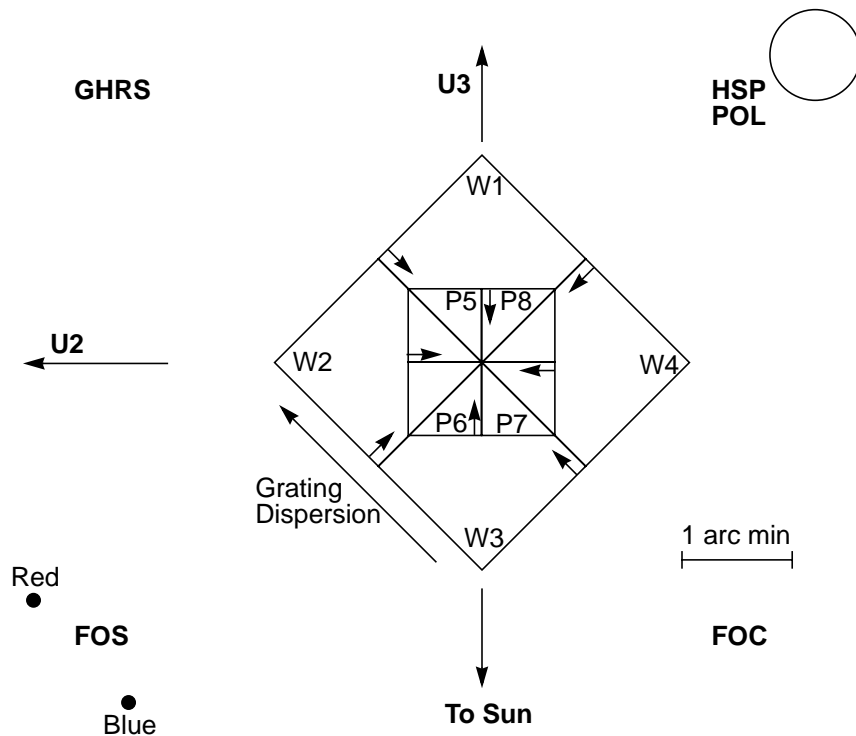 GHRS
U3
HSP
POL
W1
P5
P8
U2
W2
W4
P6
P7
Grating
Dispersion
W3
1 arc min
Red
FOS
FOC
Blue
To Sun